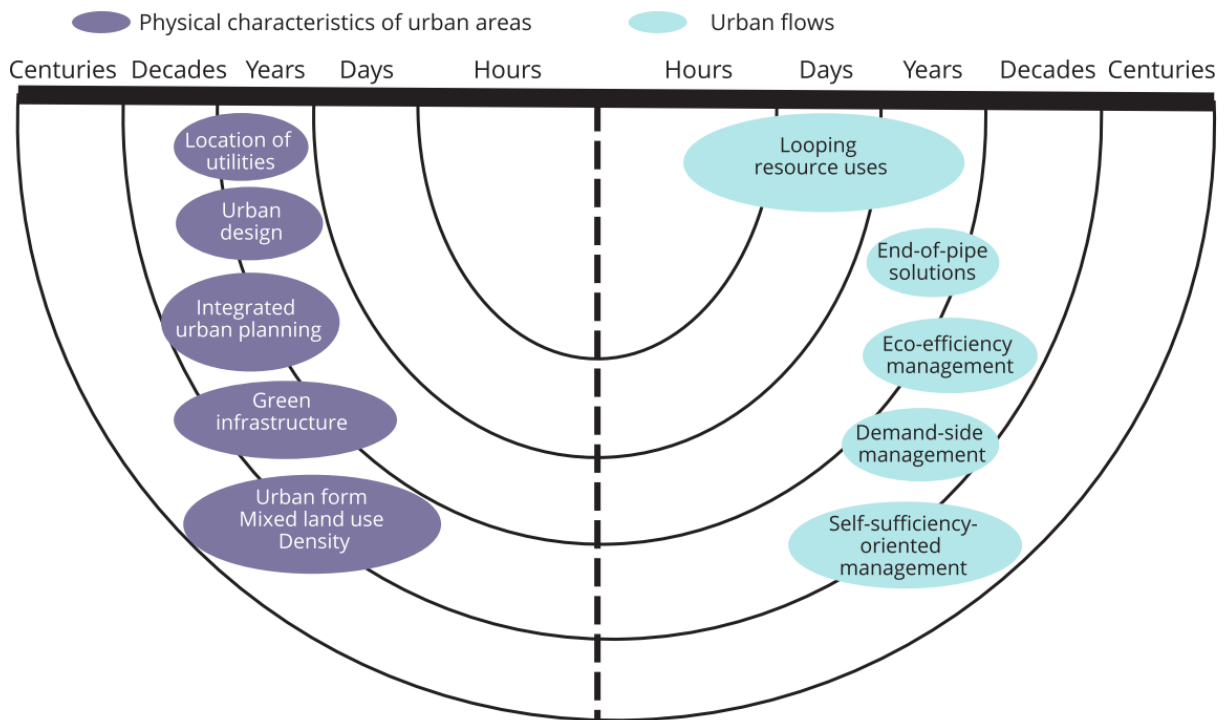 Physical characteristics of urban areas
Urban flows
Centuries Decades Years Days Hours Hours Days Years Decades Centuries
Location of
utilities
Urban
design
Integrated
urban planning
Green
infrastructure
Urban form
Mixed land use
Density
Looping
resource uses
End-of-pipe
solutions
Eco-efficiency
management
Demand-side
management
Self-sufficiency-
oriented
management